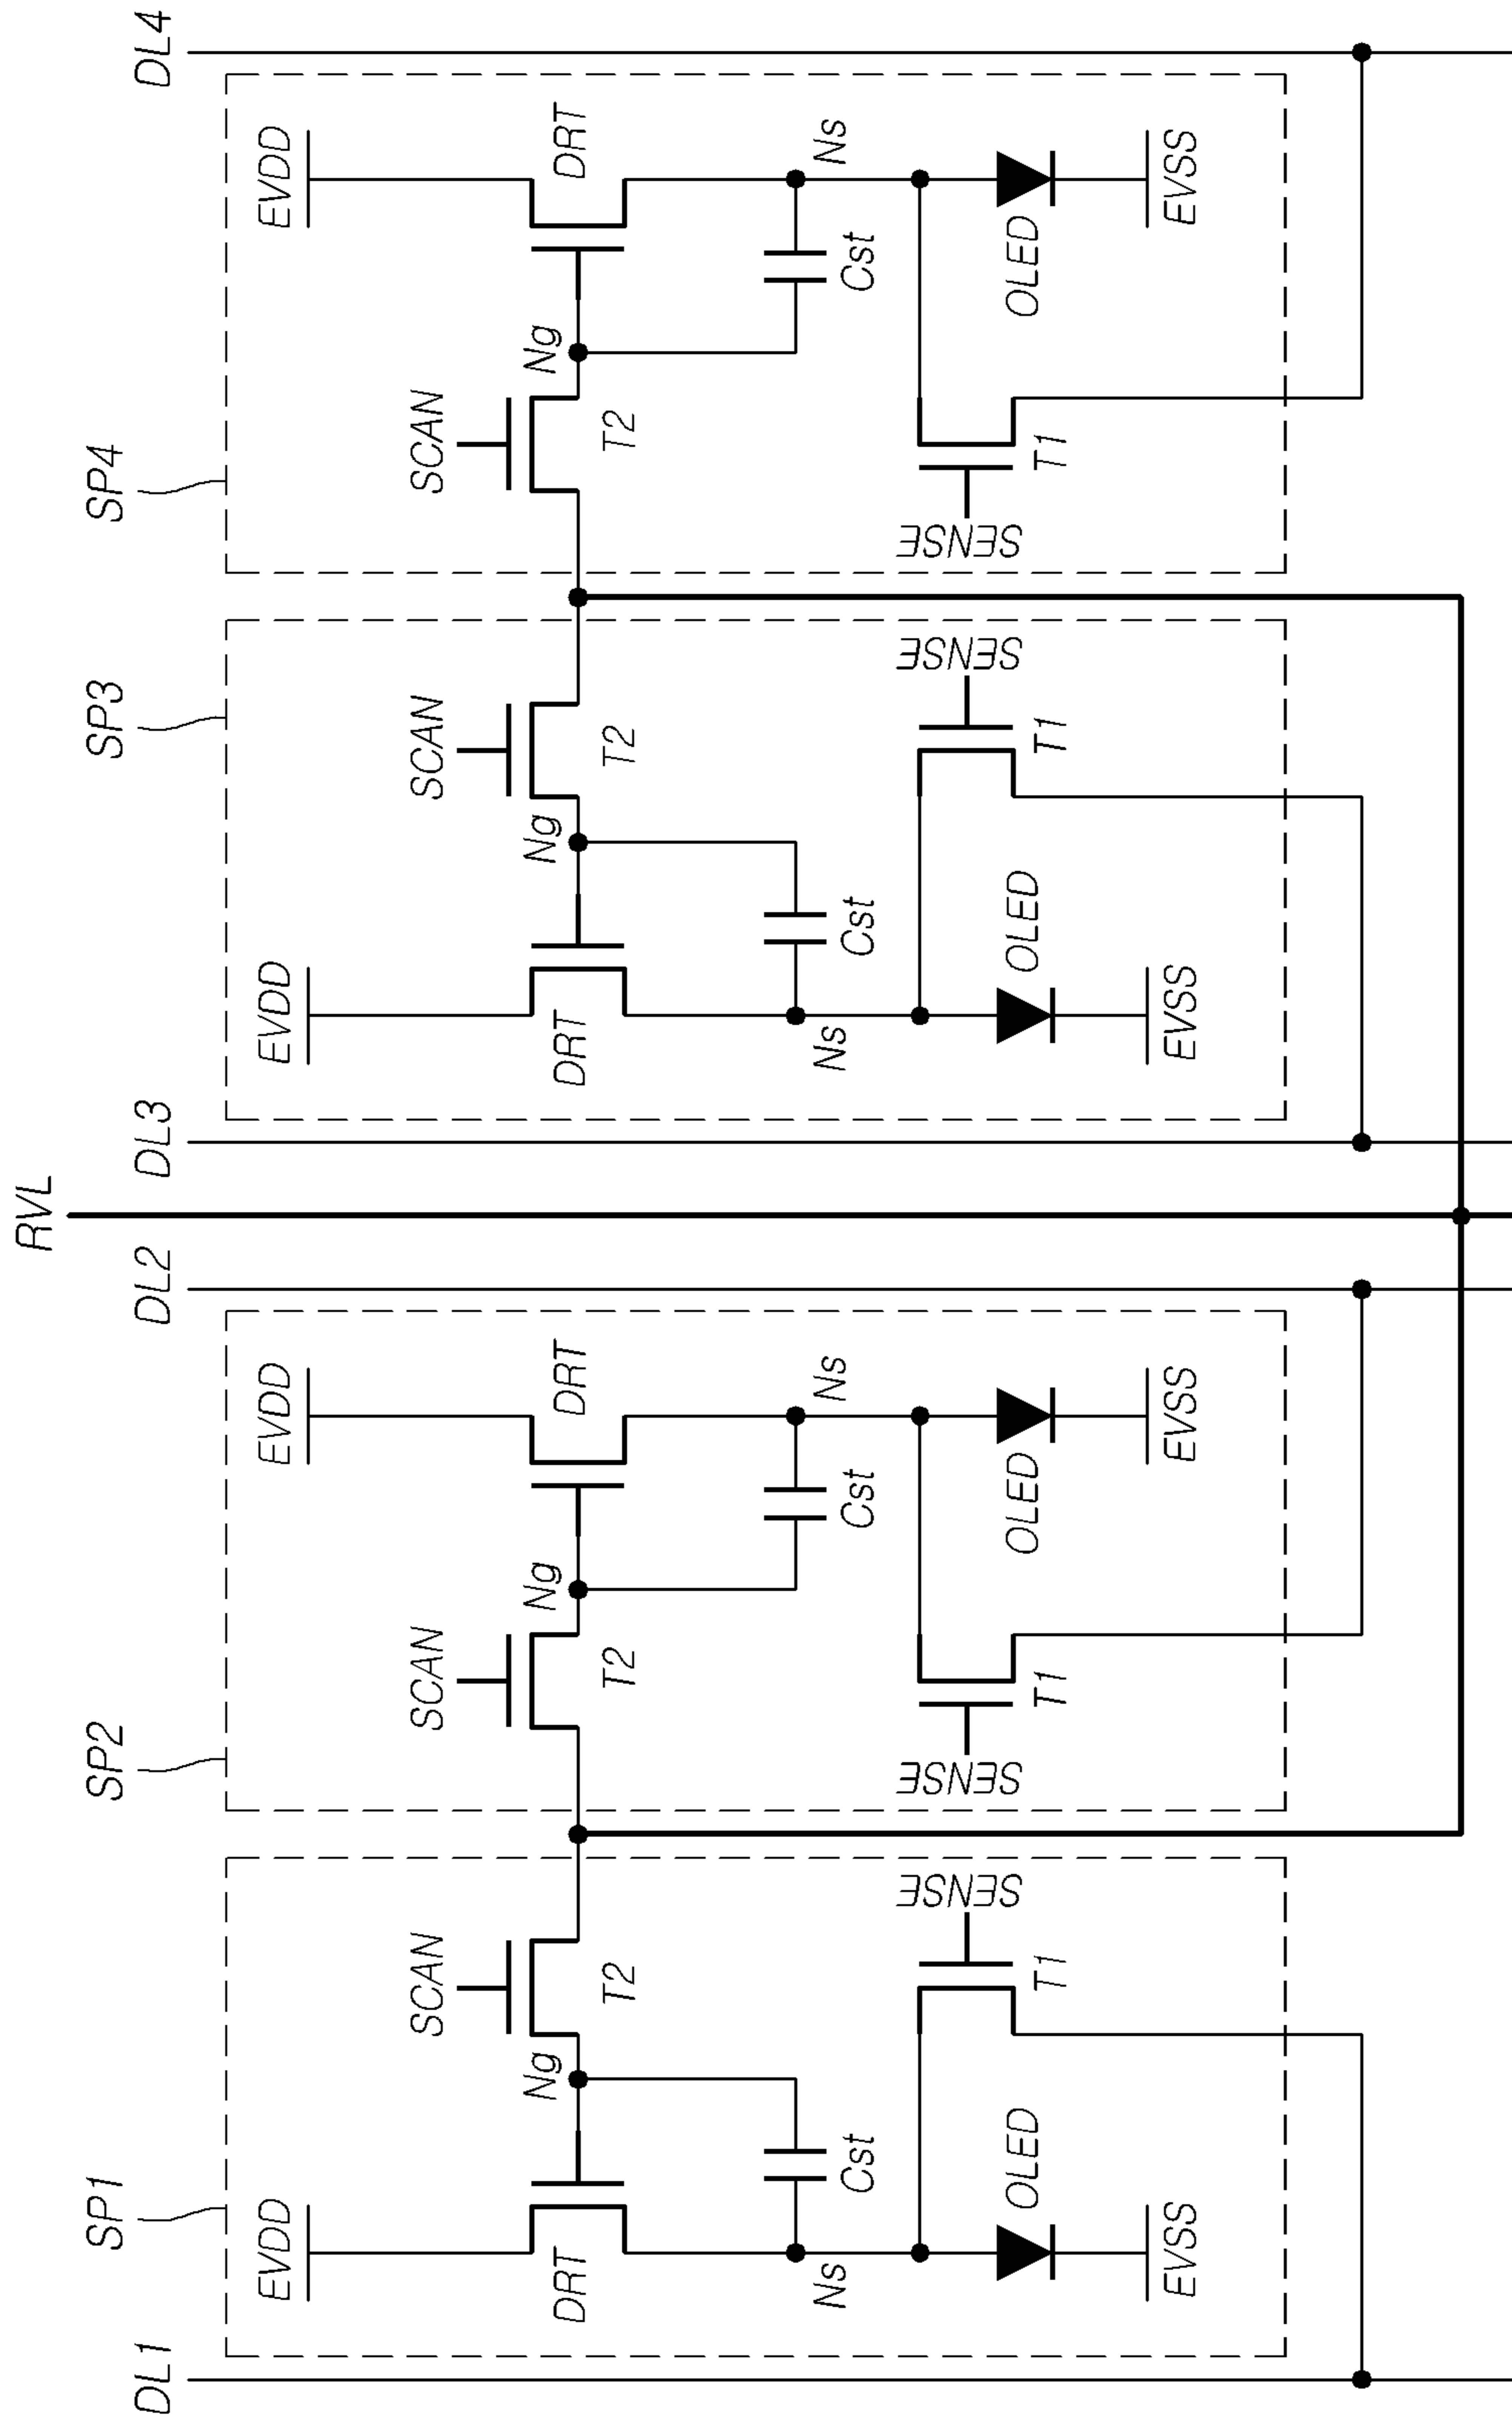 RVL
SP1
SP2
SP3
SP4
DL1
DL2
DL3
DL4
EVDD
EVDD
EVDD
EVDD
SCAN
SCAN
SCAN
SCAN
Ng
Ng
Ng
Ng
DRT
DRT
DRT
DRT
T2
T2
T2
T2
Ns
Ns
Ns
Ns
Cst
Cst
Cst
Cst
SENSE
SENSE
SENSE
SENSE
OLED
OLED
OLED
OLED
T1
T1
T1
T1
EVSS
EVSS
EVSS
EVSS